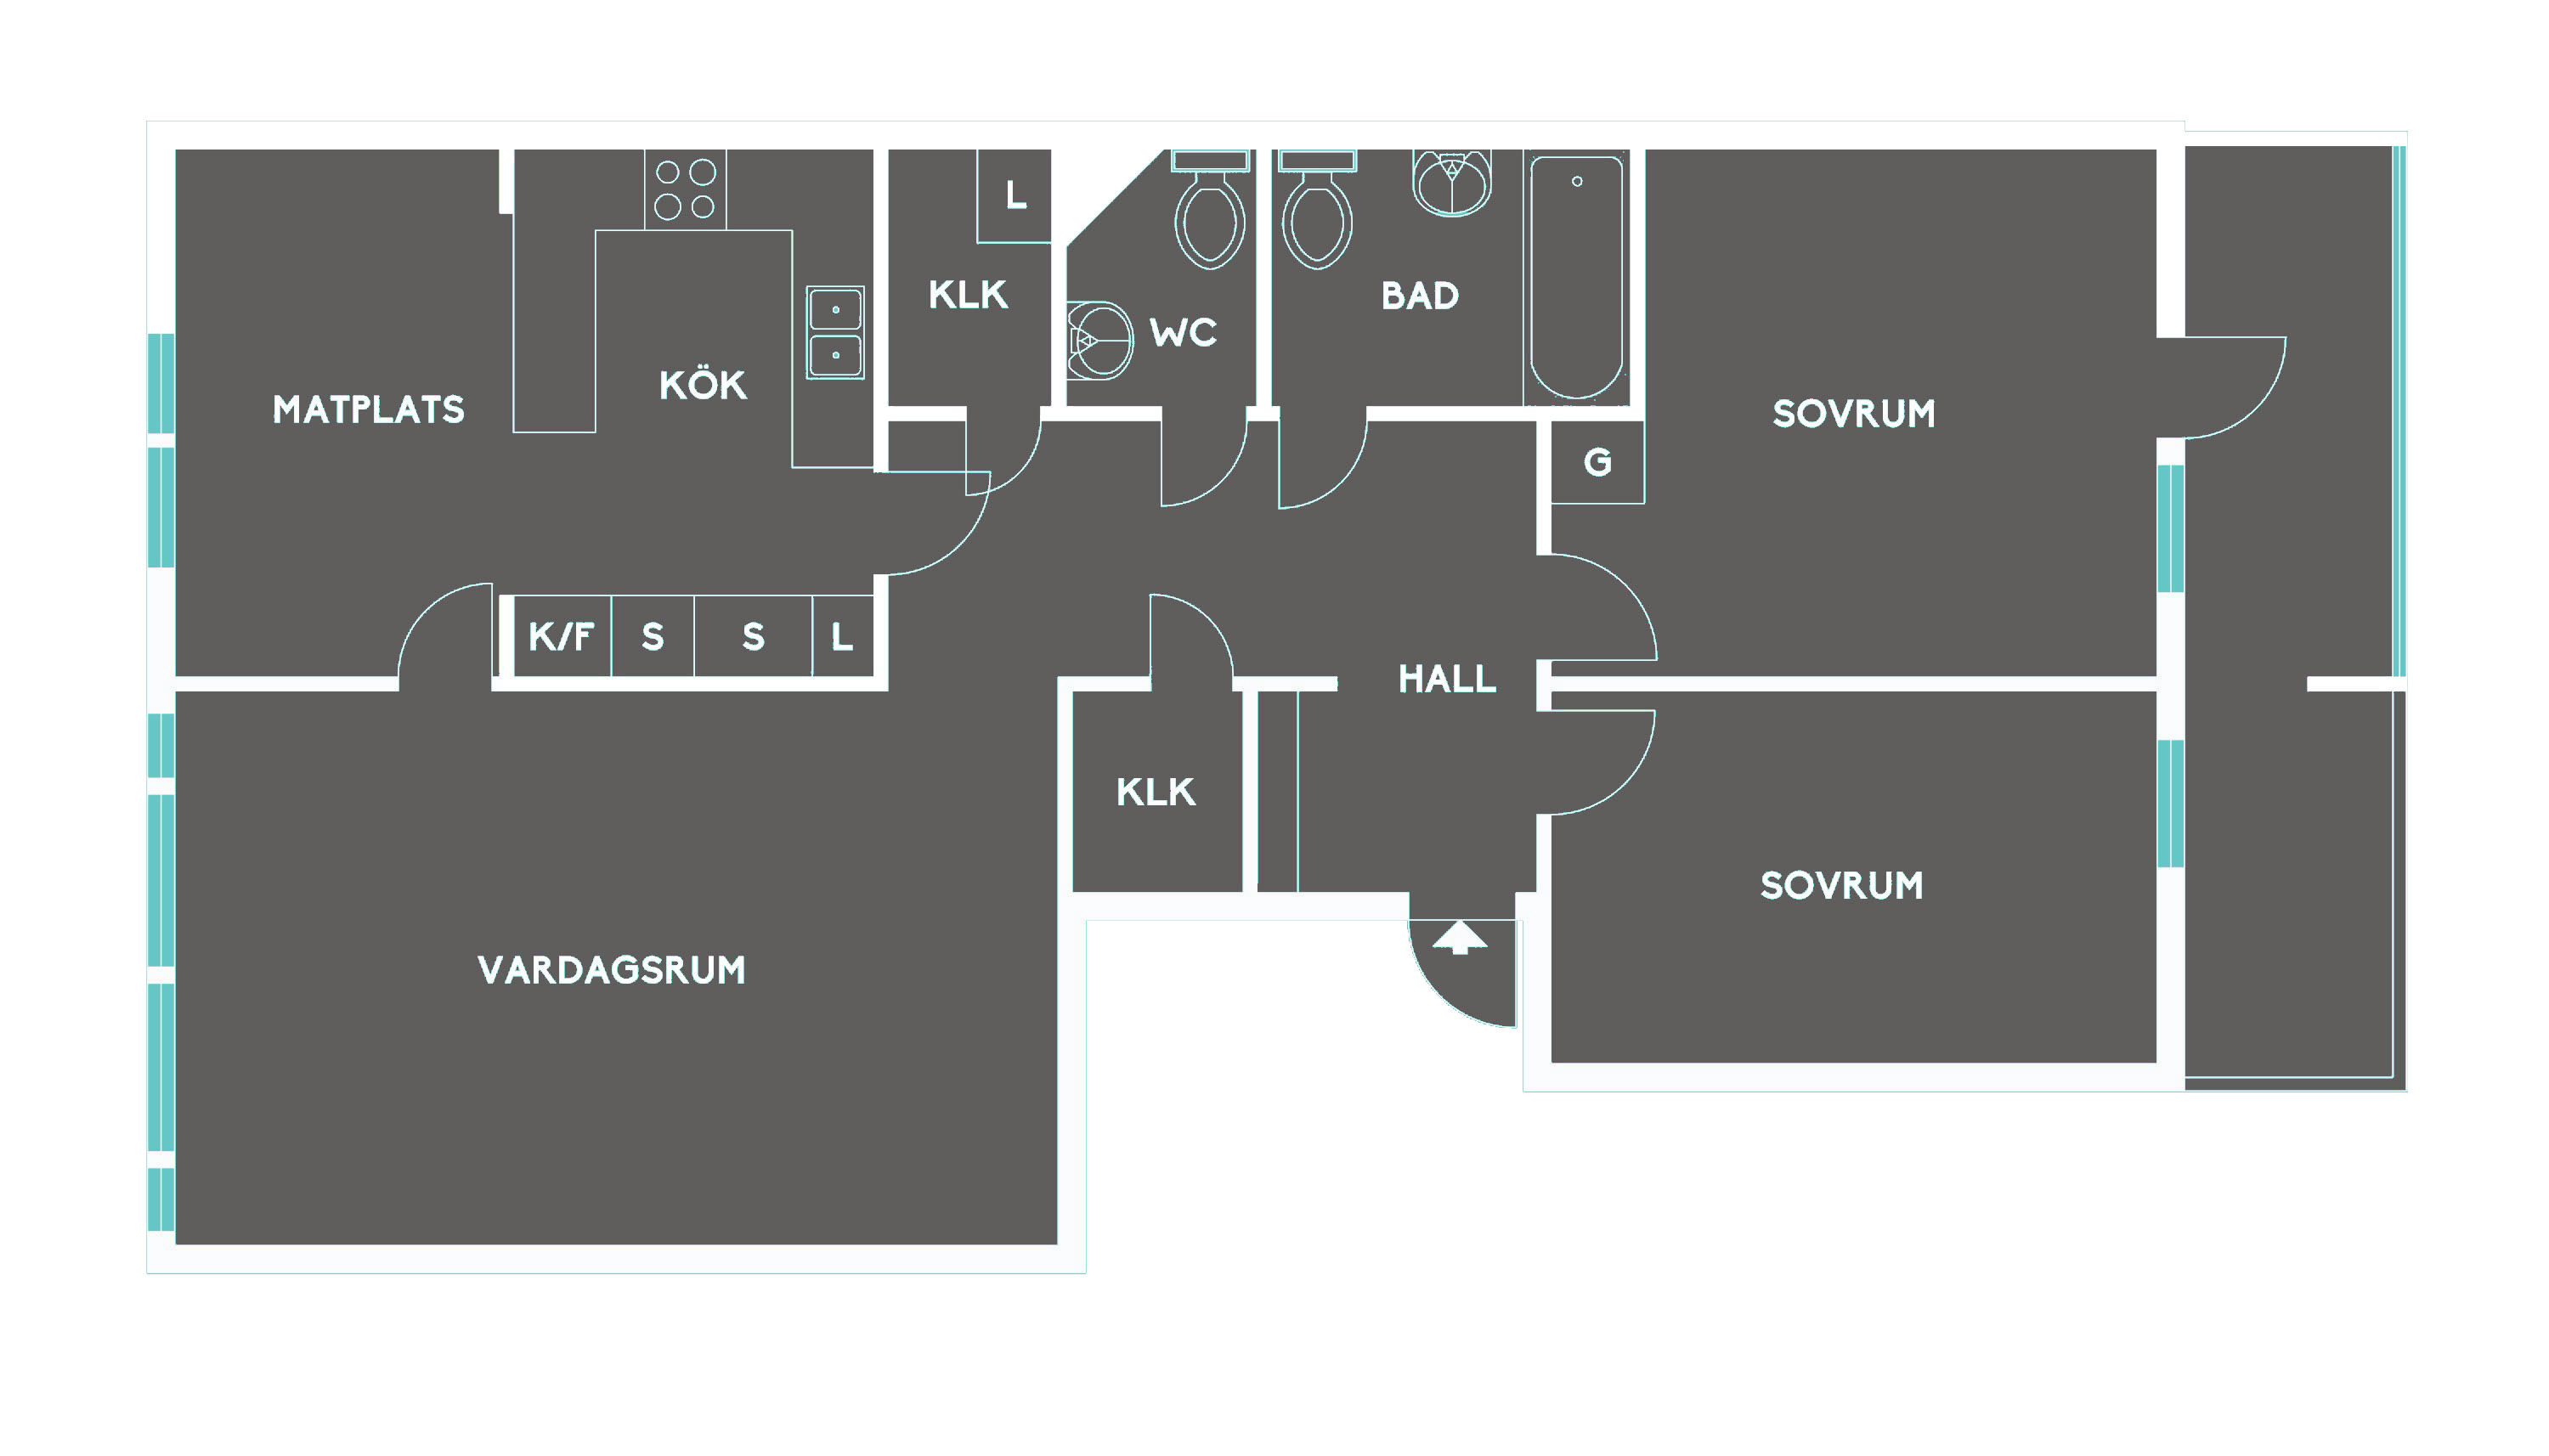 L
KLK
BAD
WC
KÖK
MATPLATS
SOVRUM
G
K/F
S
S
L
HALL
KLK
SOVRUM
VARDAGSRUM